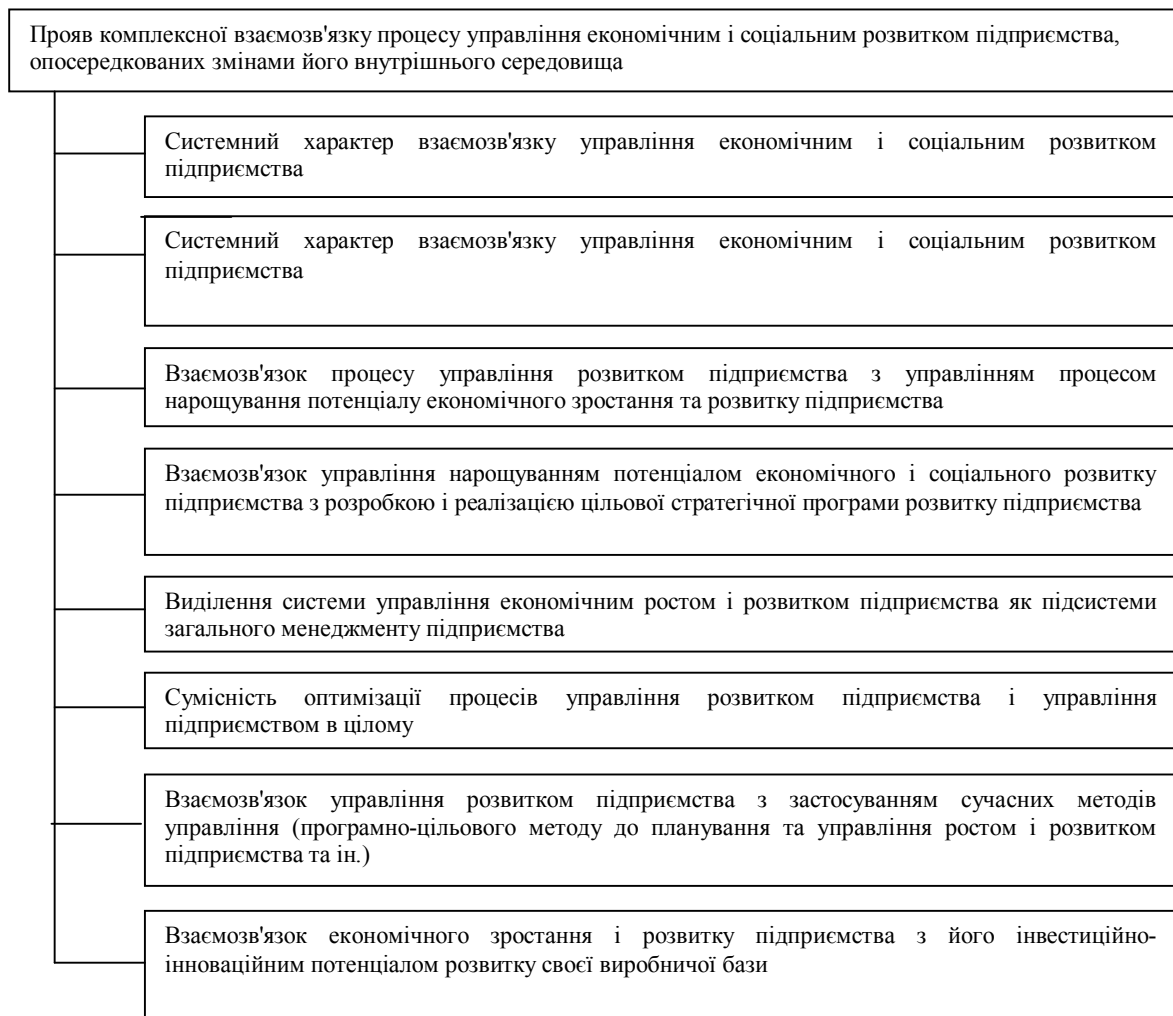 Прояв комплексної взаємозв'язку процесу управління економічним і соціальним розвитком підприємства,
опосередкованих змінами його внутрішнього середовища
Системний характер взаємозв'язку управління економічним і соціальним розвитком
підприємства
Системний характер взаємозв'язку управління економічним і соціальним розвитком
підприємства
Взаємозв'язок процесу управління розвитком підприємства з управлінням процесом
нарощування потенціалу економічного зростання та розвитку підприємства
Взаємозв'язок управління нарощуванням потенціалом економічного і соціального розвитку
підприємства з розробкою і реалізацією цільової стратегічної програми розвитку підприємства
Виділення системи управління економічним ростом і розвитком підприємства як підсистеми
загального менеджменту підприємства
Сумісність оптимізації процесів управління розвитком підприємства і управління
підприємством в цілому
Взаємозв'язок управління розвитком підприємства з застосуванням сучасних методів
управління (програмно-цільового методу до планування та управління ростом і розвитком
підприємства та ін.)
Взаємозв'язок економічного зростання і розвитку підприємства з його інвестиційно-
інноваційним потенціалом розвитку своєї виробничої бази